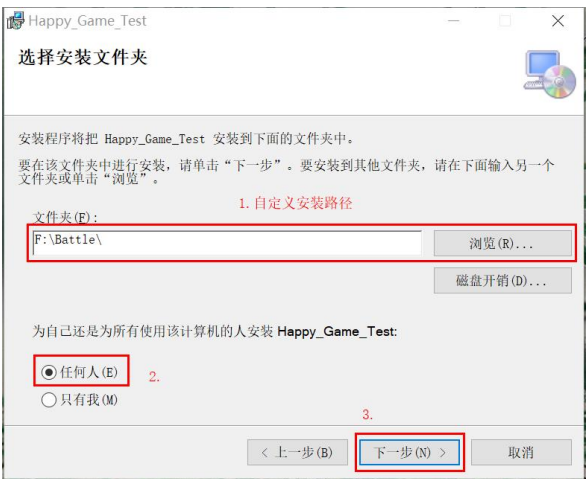 Happy_Game_Test
选择安装文件夹
安装程序将把 Happy_Game_Test 安装到下面的文件夹中。
要在该文件夹中进行安装，请单击“下一步”。要安装到其他文件夹，请在下面输入另一个
文件夹或单击“浏览”。
1.自定义安装路径
文件夹(F):
F:\Battle\
浏览(R)...
磁盘开销(D)...
为自己还是为所有使用该计算机的人安装 Happy_Game_Test:
任何人(E)
2.
只有我(M)
3.
< 上一步(B)
下一步(N) >
取消